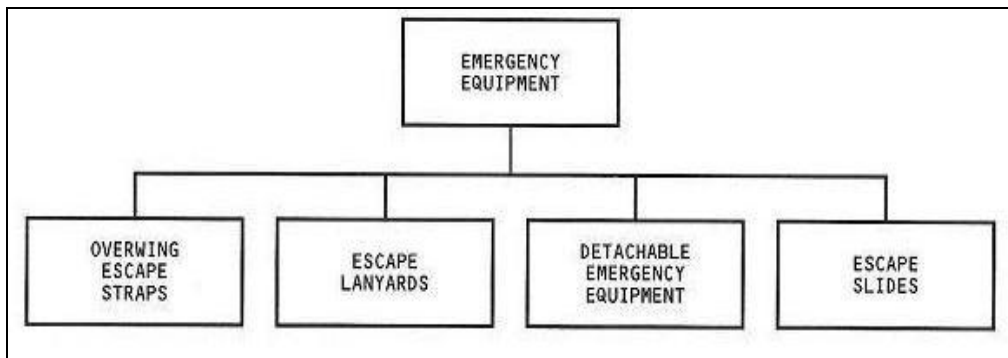 EMERGENCY
EQUIPMENT
OVERWING
ESCAPE
STRAPS
ESCAPE
LANYARDS
DETACHABLE
EMERGENCY
EQUIPMENT
ESCAPE
SLIDES